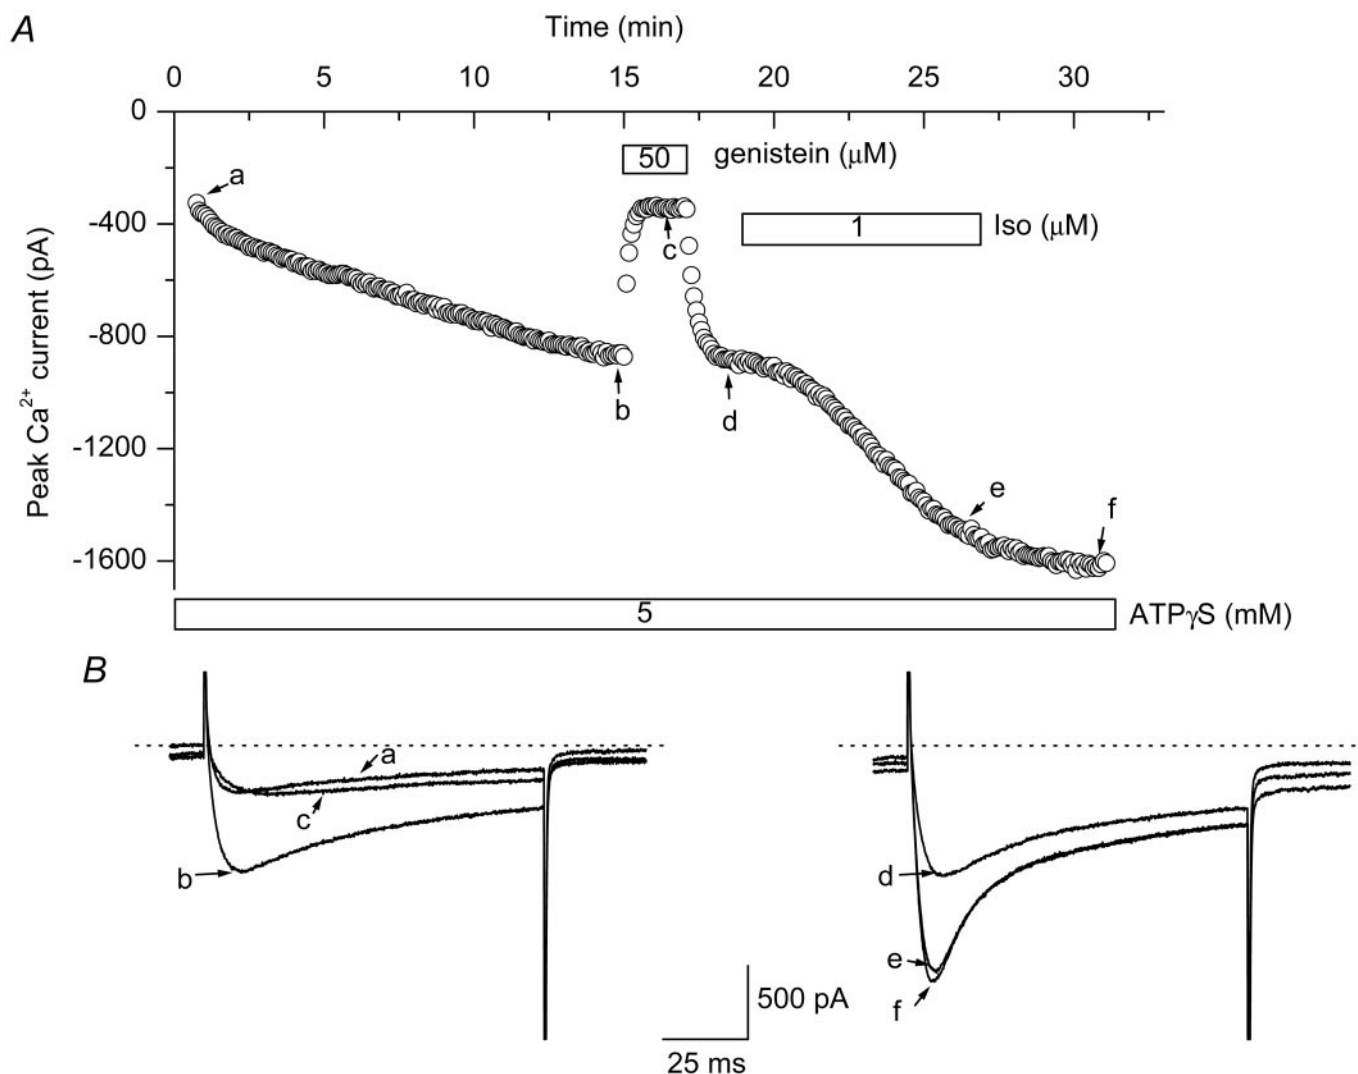 A
Time (min)
0 5 10 15 20 25 30
0
-400
-800
-1200
-1600
Peak Ca²⁺ current (pA)
a
50 genistein (μM)
c
1 Iso (μM)
b
d
e
f
5 ATPγS (mM)
B
a
c
b
d
e
f
500 pA
25 ms